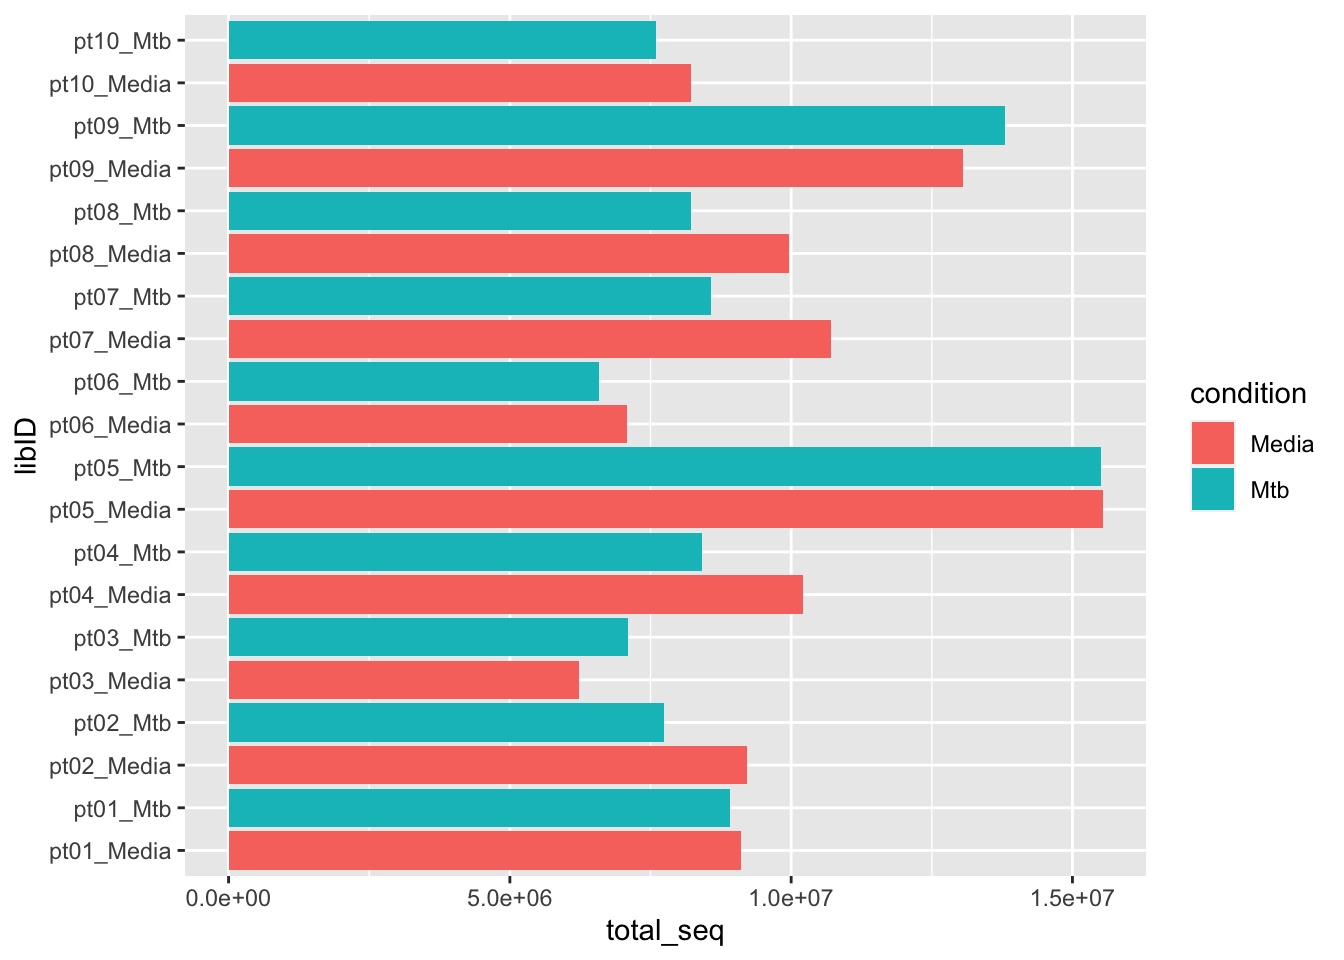 pt10_Mtb
pt10_Media
pt09_Mtb
pt09_Media
pt08_Mtb
pt08_Media
pt07_Mtb
pt07_Media
pt06_Mtb
pt06_Media
pt05_Mtb
pt05_Media
pt04_Mtb
pt04_Media
pt03_Mtb
pt03_Media
pt02_Mtb
pt02_Media
pt01_Mtb
pt01_Media
libID
0.0e+00 5.0e+06 1.0e+07 1.5e+07
total_seq
condition
Media
Mtb